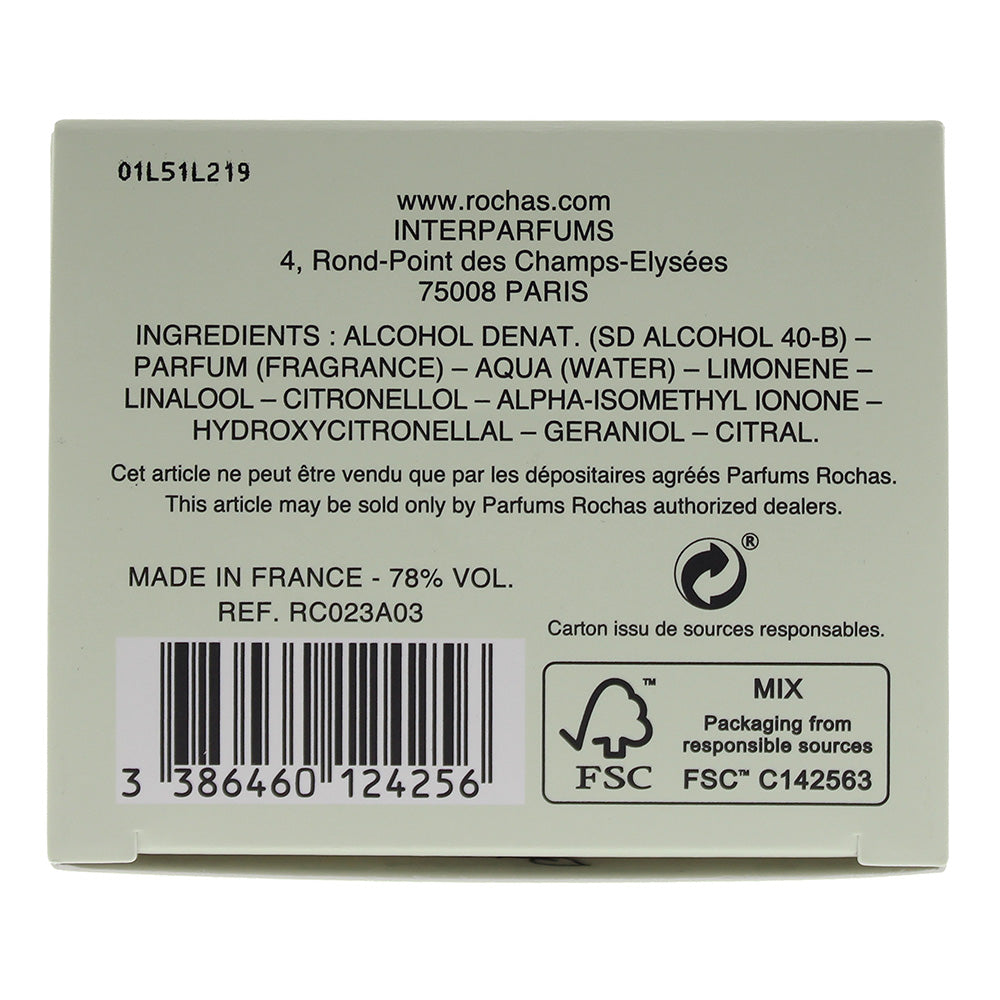 01L51L219
www.rochas.com
INTERPARFUMS
4, Rond-Point des Champs-Elysées
75008 PARIS
INGREDIENTS : ALCOHOL DENAT. (SD ALCOHOL 40-B) –
PARFUM (FRAGRANCE) – AQUA (WATER) – LIMONENE –
LINALOOL – CITRONELLOL – ALPHA-ISOMETHYL IONONE –
HYDROXYCITRONELLAL – GERANIOL – CITRAL.
Cet article ne peut être vendu que par les dépositaires agréés Parfums Rochas.
This article may be sold only by Parfums Rochas authorized dealers.
MADE IN FRANCE - 78% VOL.
REF. RC023A03
3 386460 124256
®
Carton issu de sources responsables.
™
FSC
MIX
Packaging from
responsible sources
FSC™ C142563